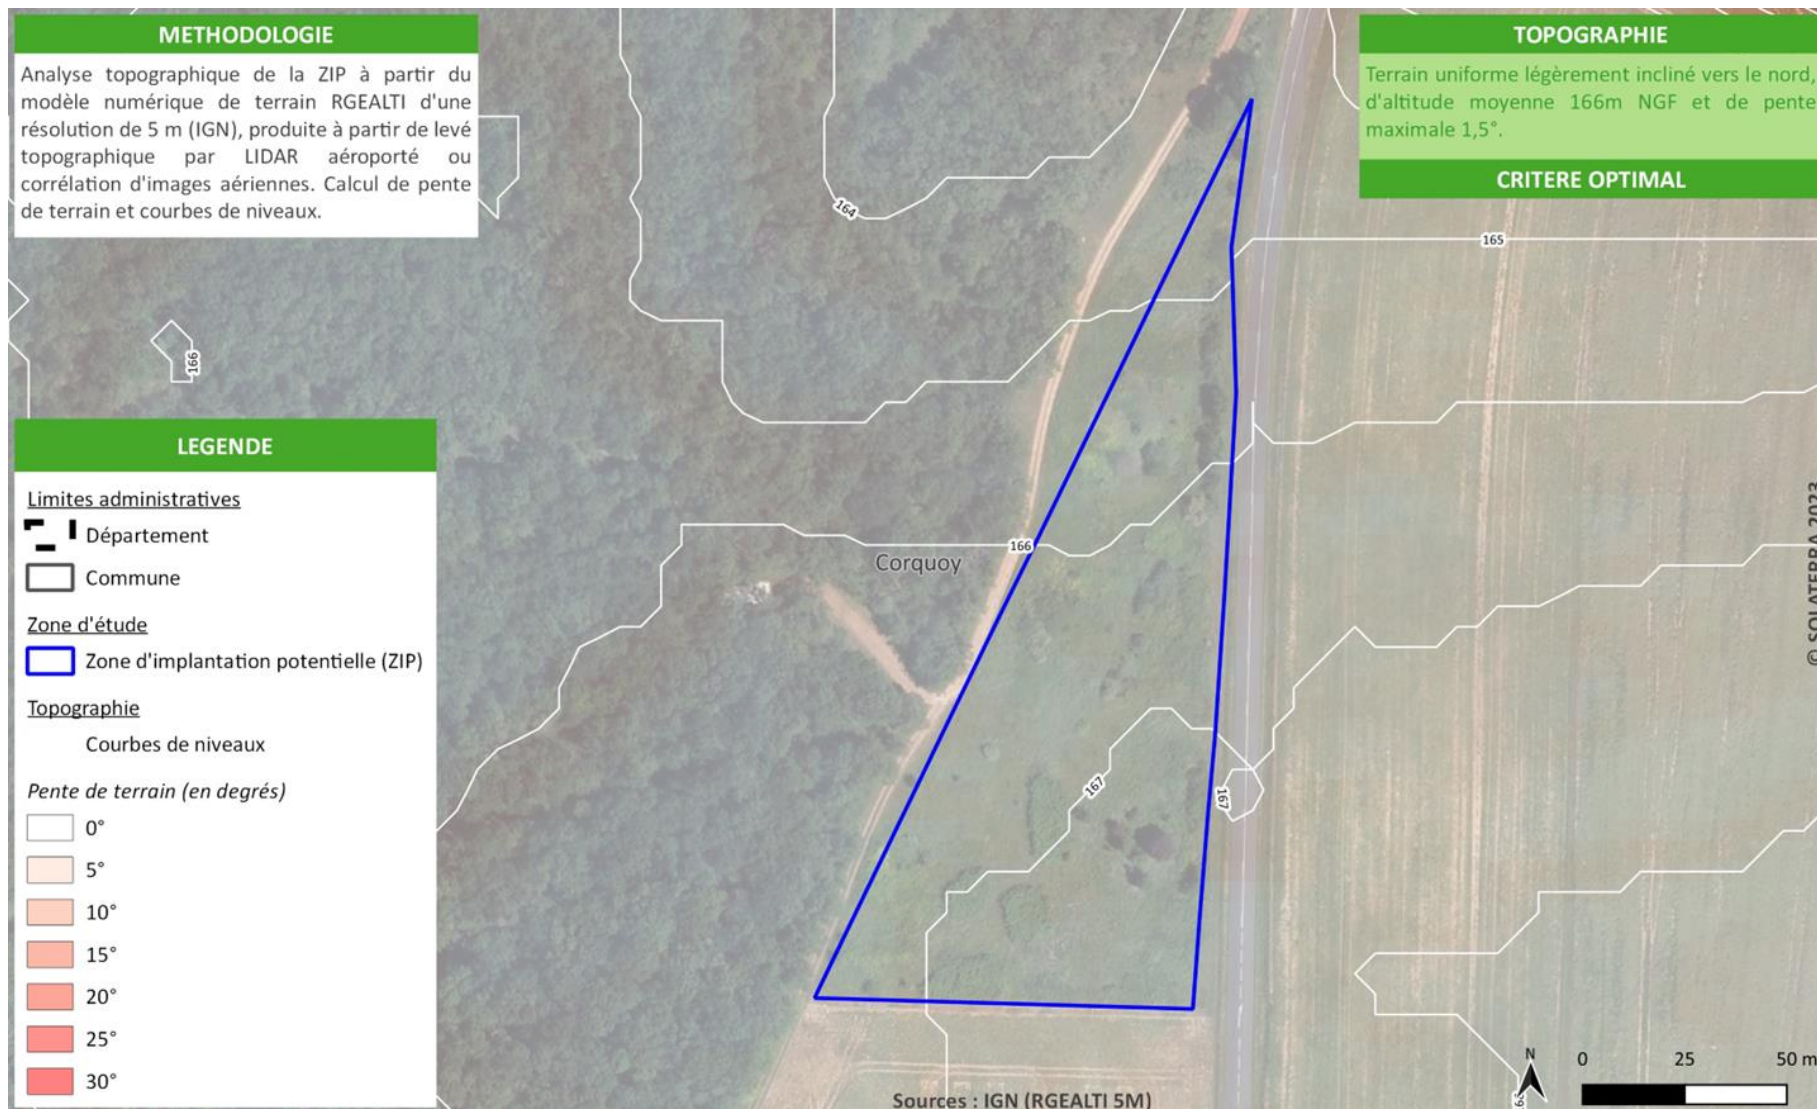 METHODOLOGIE
Analyse topographique de la ZIP à partir du
modèle numérique de terrain RGEALTI d'une
résolution de 5 m (IGN), produite à partir de levé
topographique par LIDAR aéroporté ou
corrélation d'images aériennes. Calcul de pente
de terrain et courbes de niveaux.
TOPOGRAPHIE
Terrain uniforme légèrement incliné vers le nord,
d'altitude moyenne 166m NGF et de pente
maximale 1,5°.
CRITERE OPTIMAL
164
165
166
166
Corquoy
167
167
LEGENDE
Limites administratives
Département
Commune
Zone d'étude
Zone d'implantation potentielle (ZIP)
Topographie
Courbes de niveaux
Pente de terrain (en degrés)
0°
5°
10°
15°
20°
25°
30°
© SOLATERRA 2023
N
0 25 50 m
Sources : IGN (RGEALTI 5M)